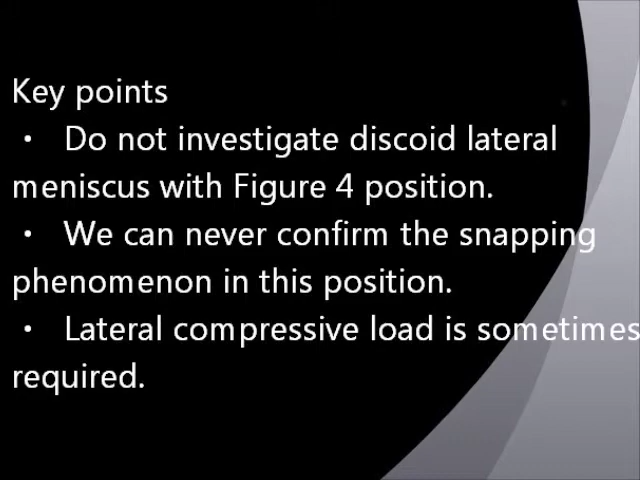 Key points
・ Do not investigate discoid lateral
meniscus with Figure 4 position.
・ We can never confirm the snapping
phenomenon in this position.
・ Lateral compressive load is sometimes
required.